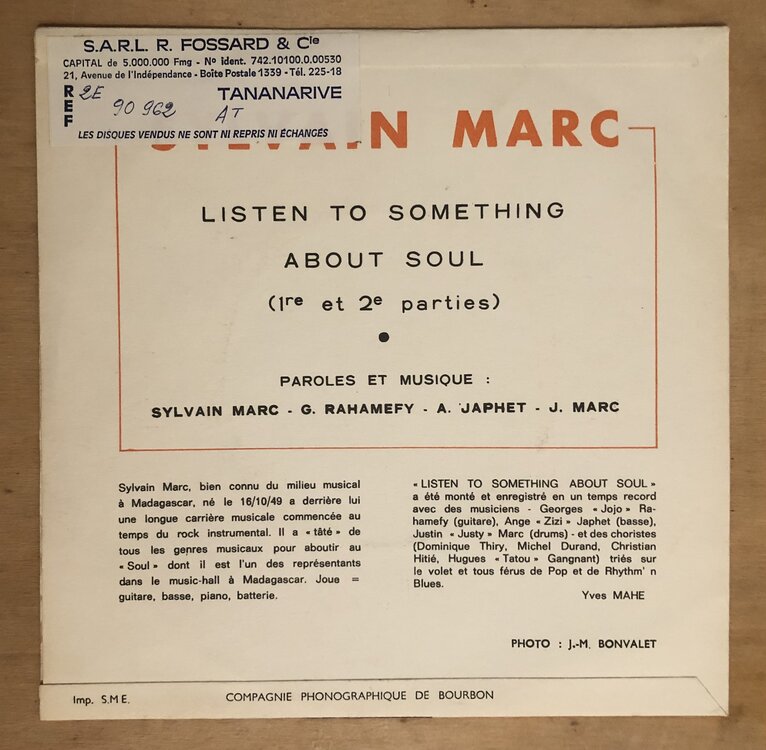 S.A.R.L. R. FOSSARD & Cie
CAPITAL de 5.000.000 Fmg - No ident. 742.10100.0.00530
21, Avenue de l'Indépendance - Boîte Postale 1339 - Tél. 225-18
REF 2E 90 962 AT TANANARIVE
LES DISQUES VENDUS NE SONT NI REPRIS NI ÉCHANGÉS
SYLVAIN MARC
LISTEN TO SOMETHING
ABOUT SOUL
(1re et 2e parties)
PAROLES ET MUSIQUE :
SYLVAIN MARC - G. RAHAMEFY - A. JAPHET - J. MARC
Sylvain Marc, bien connu du milieu musical
à Madagascar, né le 16/10/49 a derrière lui
une longue carrière musicale commencée au
temps du rock instrumental. Il a « tâté » de
tous les genres musicaux pour aboutir au
« Soul » dont il est l'un des représentants
dans le music-hall à Madagascar. Joue =
guitare, basse, piano, batterie.
« LISTEN TO SOMETHING ABOUT SOUL »
a été monté et enregistré en un temps record
avec des musiciens - Georges « Jojo » Ra-
hamefy (guitare), Ange « Zizi » Japhet (basse),
Justin « Justy » Marc (drums) - et des choristes
(Dominique Thiry, Michel Durand, Christian
Hitié, Hugues « Tatou » Gangnant) triés sur
le volet et tous férus de Pop et de Rhythm' n
Blues.
Yves MAHE
PHOTO : J.-M. BONVALET
Imp. S.M E.
COMPAGNIE PHONOGRAPHIQUE DE BOURBON